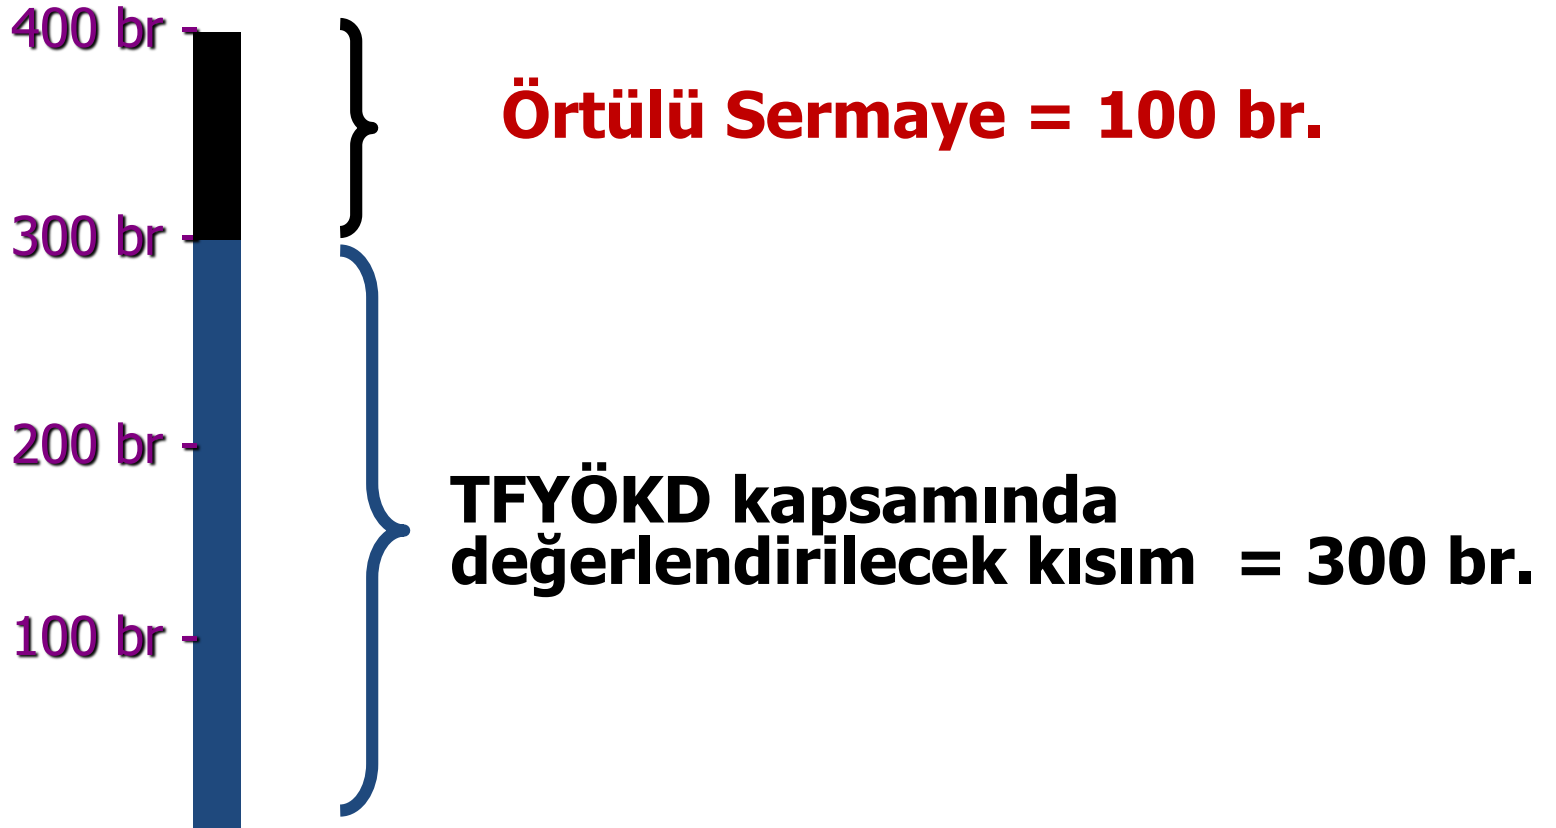 400 br -
Örtülü Sermaye = 100 br.
300 br -
200 br -
TFYÖKD kapsamında
değerlendirilecek kısım = 300 br.
100 br -